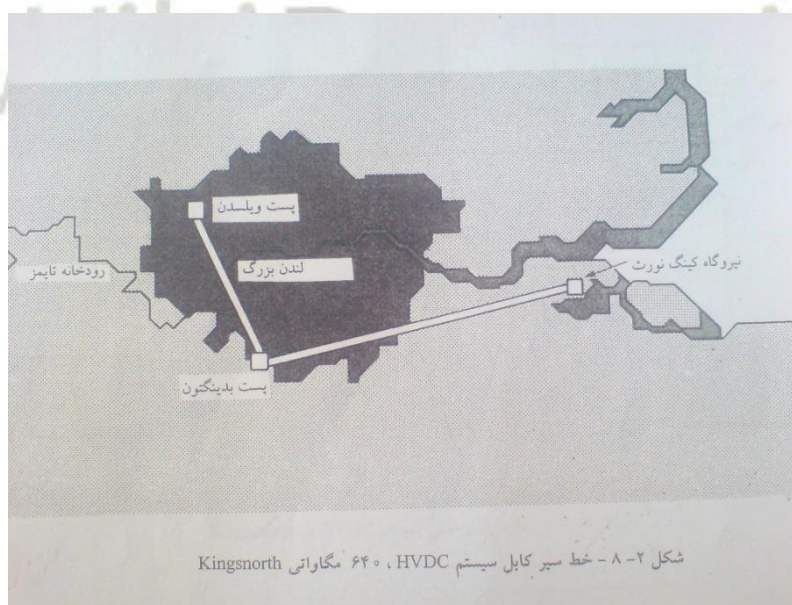 پست ویلسدن
لندن بزرگ
رودخانه تایمز
نیروگاه کینگ نورث
پست بدینگتون
شکل ۲-۸ - خط سیر کابل سیستم HVDC ، ۶۴۰ مگاواتی Kingsnorth